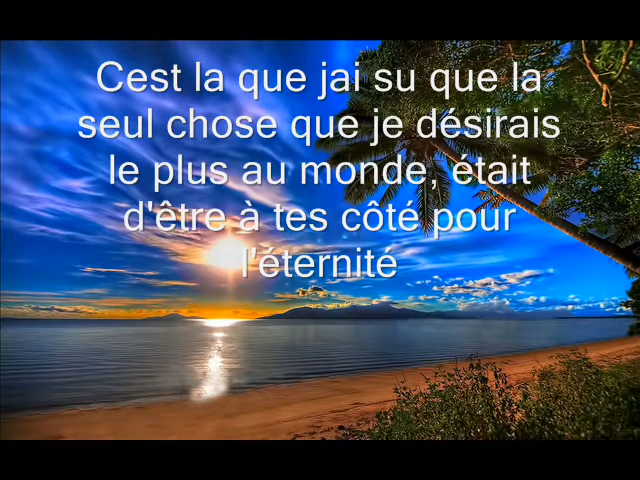 Cest la que jai su que la
seul chose que je désirais
le plus au monde, était
d'être à tes côté pour
l'éternité